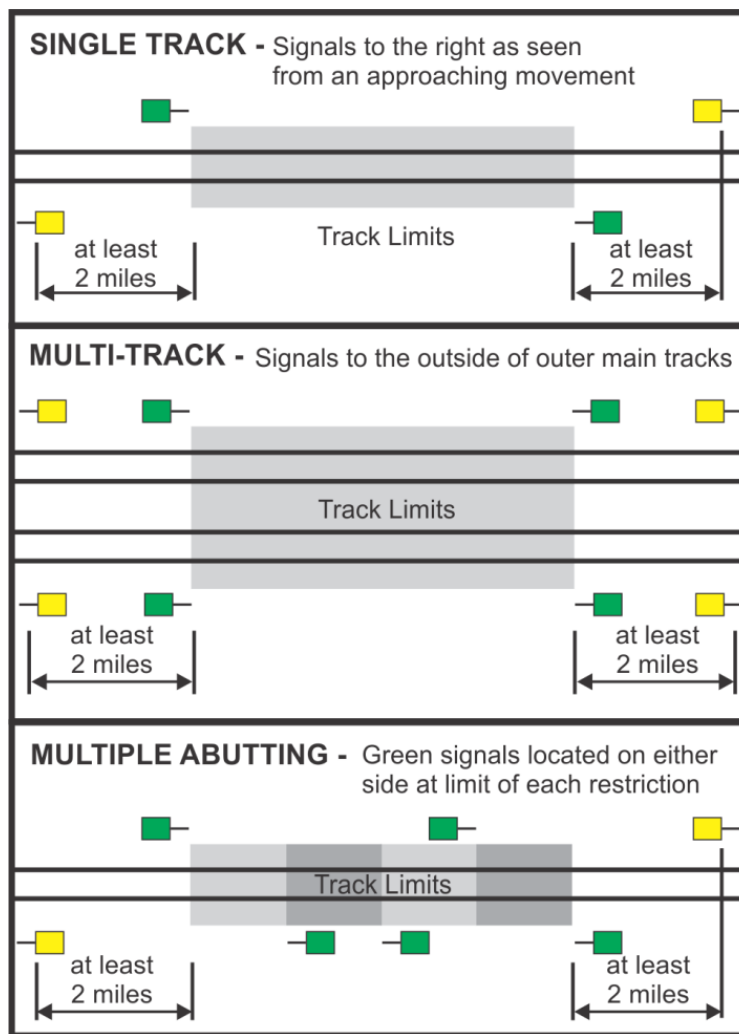 SINGLE TRACK - Signals to the right as seen
from an approaching movement
Track Limits
at least
2 miles
at least
2 miles
MULTI-TRACK - Signals to the outside of outer main tracks
Track Limits
at least
2 miles
at least
2 miles
MULTIPLE ABUTTING - Green signals located on either
side at limit of each restriction
Track Limits
at least
2 miles
at least
2 miles